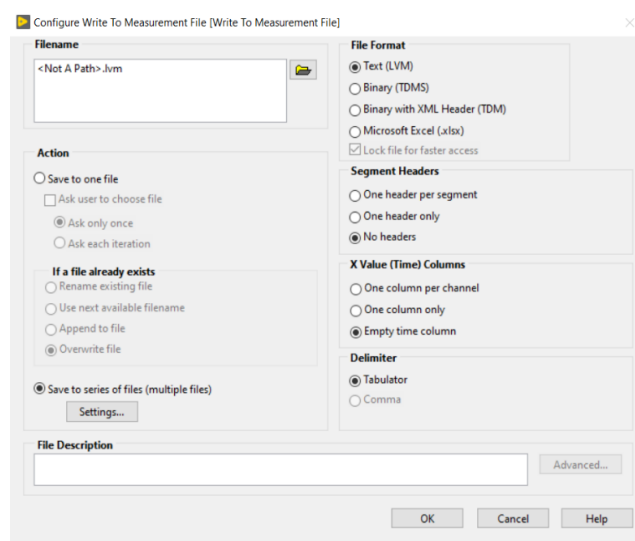 Configure Write To Measurement File [Write To Measurement File]
Filename
<Not A Path>.lvm
Action
Save to one file
Ask user to choose file
Ask only once
Ask each iteration
If a file already exists
Rename existing file
Use next available filename
Append to file
Overwrite file
Save to series of files (multiple files)
Settings...
File Format
Text (LVM)
Binary (TDMS)
Binary with XML Header (TDM)
Microsoft Excel (.xlsx)
Lock file for faster access
Segment Headers
One header per segment
One header only
No headers
X Value (Time) Columns
One column per channel
One column only
Empty time column
Delimiter
Tabulator
Comma
File Description
Advanced...
OK Cancel Help